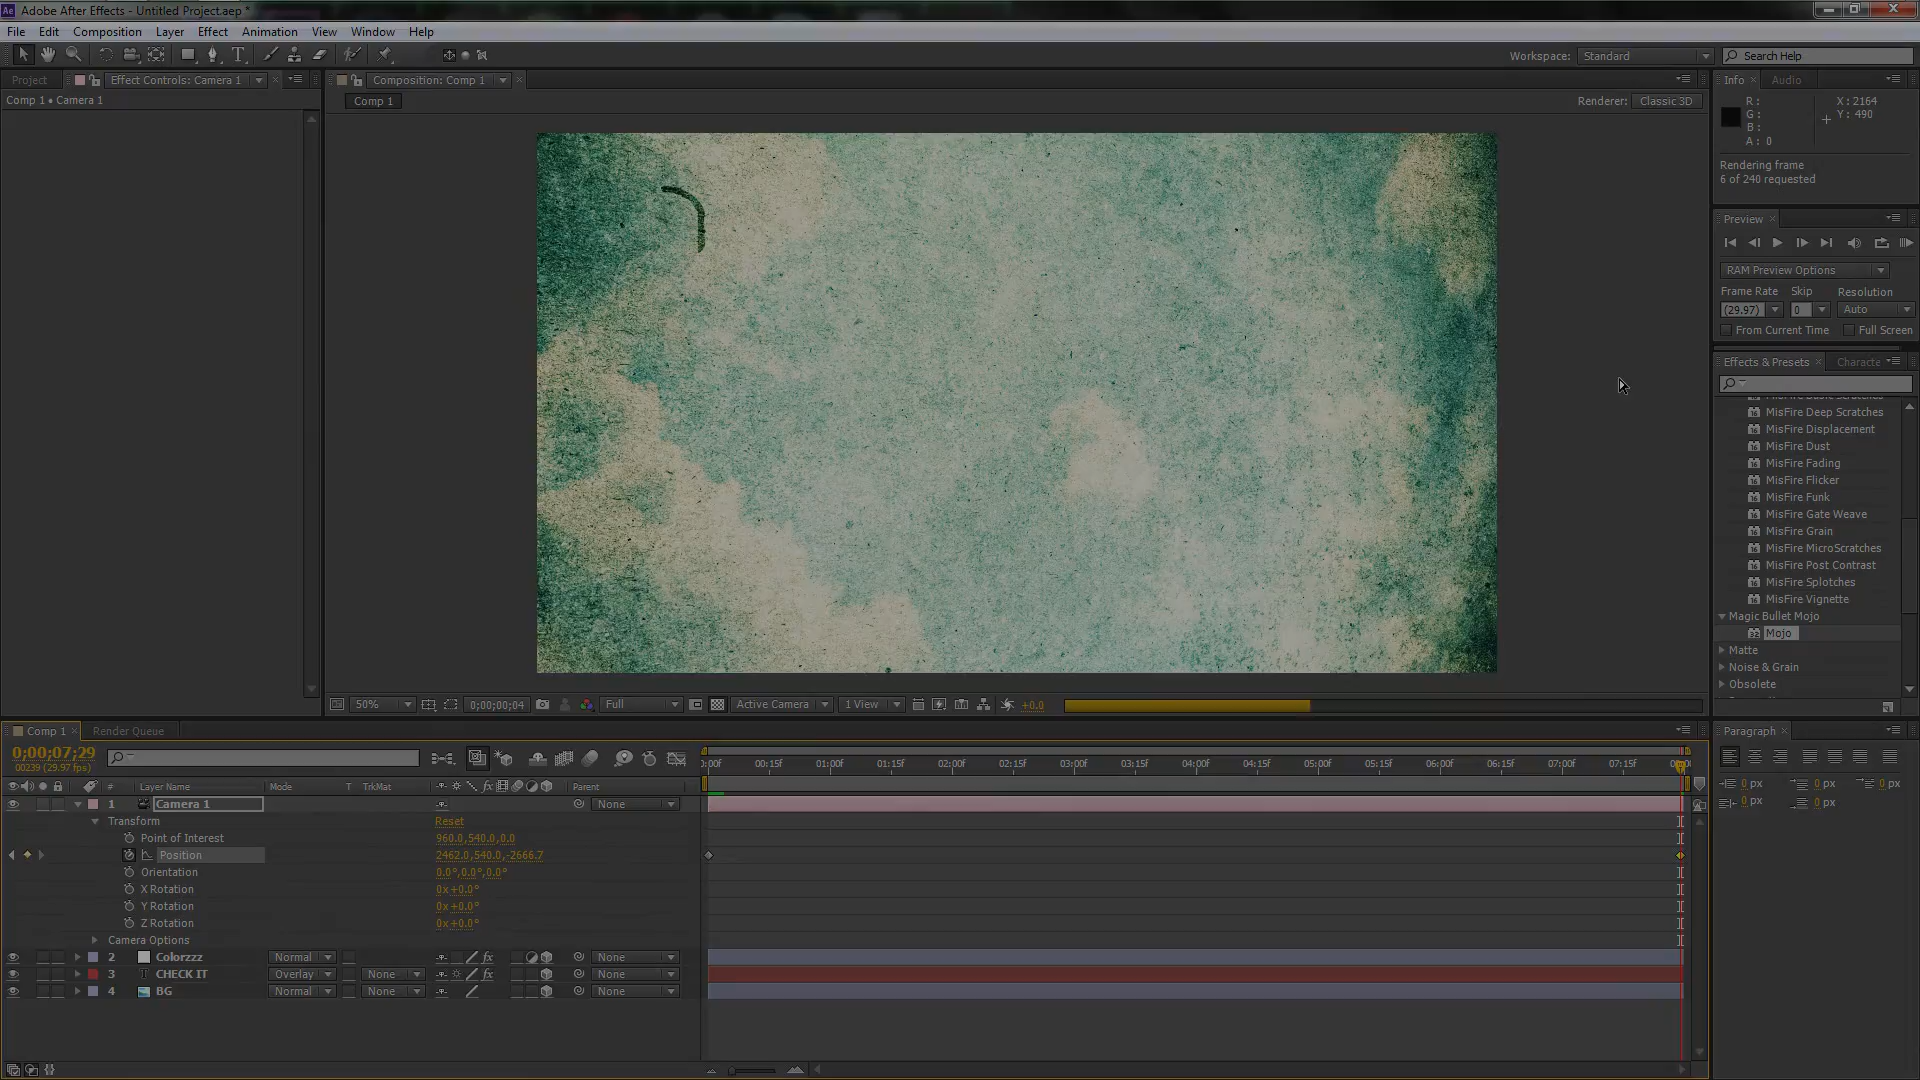 Adobe After Effects - Untitled Project.aep *
File Edit Composition Layer Effect Animation View Window Help
Workspace: Standard Search Help
Project Effect Controls: Camera 1 Composition: Comp 1 Info Audio
Comp 1 • Camera 1
Comp 1 Renderer: Classic 3D
R: X: 2164
G: Y: 490
B:
A: 0
Rendering frame
6 of 240 requested
Preview
RAM Preview Options
Frame Rate Skip Resolution
(29.97) 0 Auto
From Current Time Full Screen
Effects & Presets Characte
MisFire Deep Scratches
MisFire Displacement
MisFire Dust
MisFire Fading
MisFire Flicker
MisFire Funk
MisFire Gate Weave
MisFire Grain
MisFire MicroScratches
MisFire Post Contrast
MisFire Splotches
MisFire Vignette
Magic Bullet Mojo
Mojo
Matte
Noise & Grain
Obsolete
50% 0;00;00;04 Full Active Camera 1 View +0.0
Comp 1 Render Queue Paragraph
0;00;07;29
00239 (29.97 fps)
:00f 00:15f 01:00f 01:15f 02:00f 02:15f 03:00f 03:15f 04:00f 04:15f 05:00f 05:15f 06:00f 06:15f 07:00f 07:15f
# Layer Name Mode T TrkMat Parent
1 Camera 1 None
Transform Reset
Point of Interest 960.0,540.0,0.0
Position 2462.0,540.0,-2666.7
Orientation 0.0°,0.0°,0.0°
X Rotation 0x+0.0°
Y Rotation 0x+0.0°
Z Rotation 0x+0.0°
Camera Options
2 Colorzzz Normal None
3 T CHECK IT Overlay None None
4 BG Normal None None
0 px 0 px 0 px
0 px 0 px